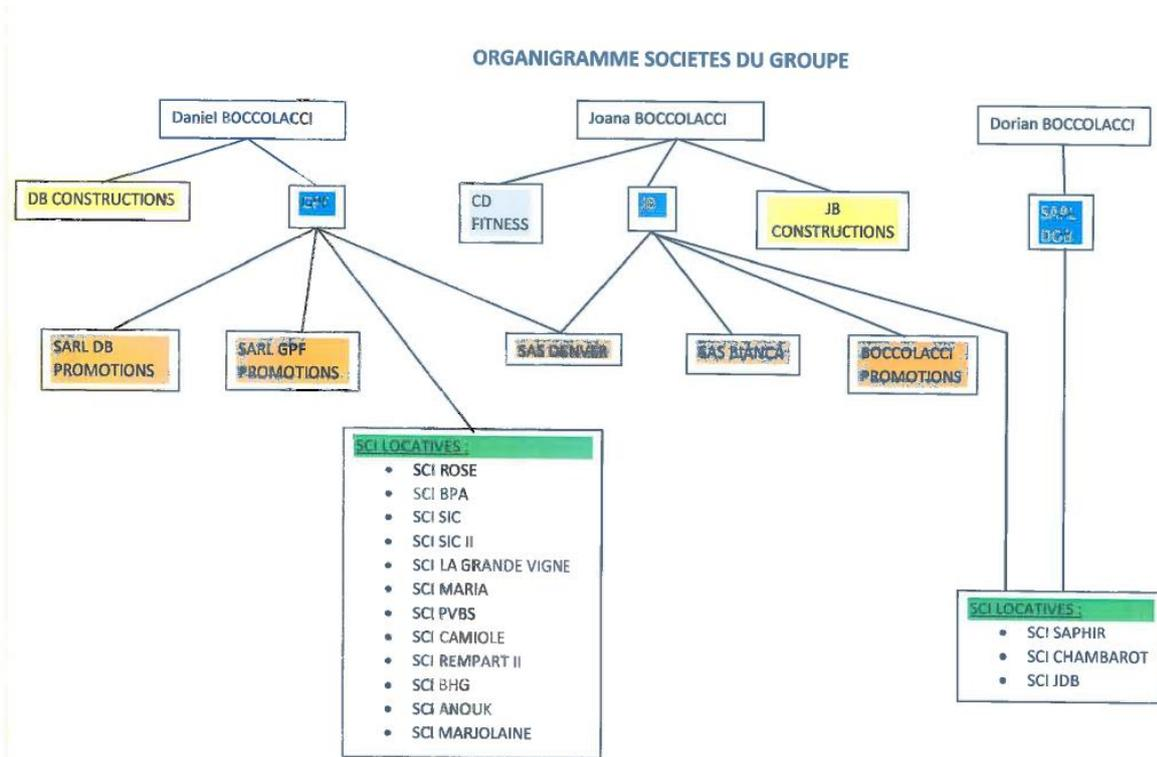 ORGANIGRAMME SOCIETES DU GROUPE
Daniel BOCCOLACCI
Joana BOCCOLACCI
Dorian BOCCOLACCI
DB CONSTRUCTIONS
CD
FITNESS
JB
JB
CONSTRUCTIONS
SARL DB
PROMOTIONS
SARL GPF
PROMOTIONS
SAS DENVER
SAS BIANCA
BOCCOLACCI
PROMOTIONS
SCI LOCATIVES :
• SCI ROSE
• SCI BPA
• SCI SIC
• SCI SIC II
• SCI LA GRANDE VIGNE
• SCI MARIA
• SCI PVBS
• SCI CAMIOLE
• SCI REMPART II
• SCI BHG
• SCI ANOUK
• SCI MARJOLAINE
SCI LOCATIVES :
• SCI SAPHIR
• SCI CHAMBAROT
• SCI JDB